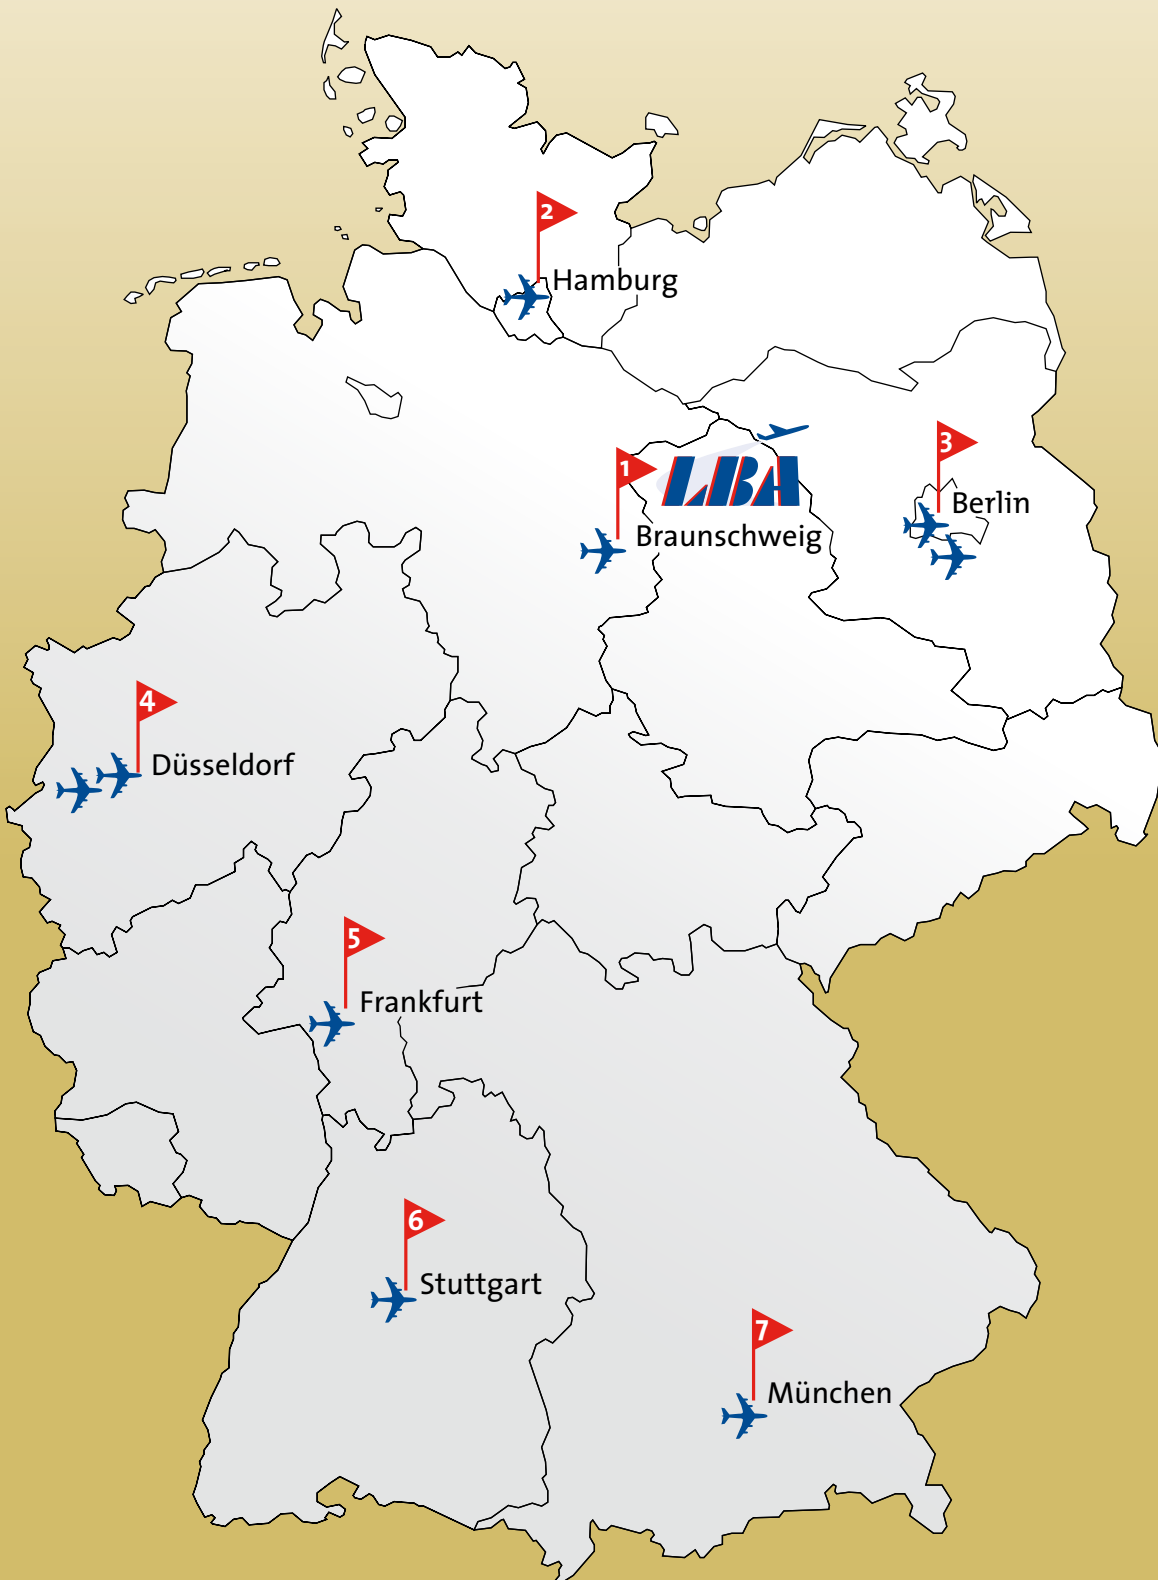 2
Hamburg
3
Berlin
1
LBA
Braunschweig
4
Düsseldorf
5
Frankfurt
6
Stuttgart
7
München